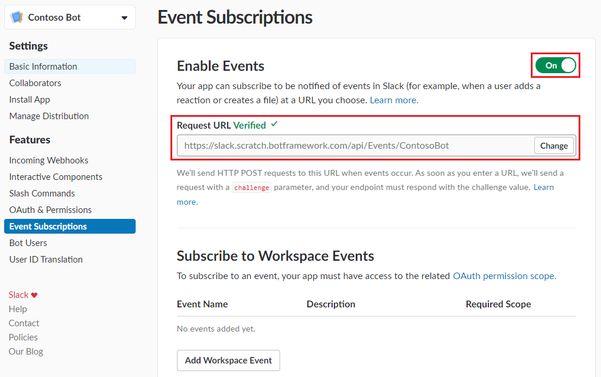 Contoso Bot
Settings
Basic Information
Collaborators
Install App
Manage Distribution
Features
Incoming Webhooks
Interactive Components
Slash Commands
OAuth & Permissions
Event Subscriptions
Bot Users
User ID Translation
Slack
Help
Contact
Policies
Our Blog
Event Subscriptions
Enable Events
On
Your app can subscribe to be notified of events in Slack (for example, when a user adds a
reaction or creates a file) at a URL you choose. Learn more.
Request URL Verified
https://slack.scratch.botframework.com/api/Events/ContosoBot
Change
We'll send HTTP POST requests to this URL when events occur. As soon as you enter a URL, we'll send a
request with a challenge parameter, and your endpoint must respond with the challenge value. Learn
more.
Subscribe to Workspace Events
To subscribe to an event, your app must have access to the related OAuth permission scope.
Event Name Description Required Scope
No events added yet.
Add Workspace Event